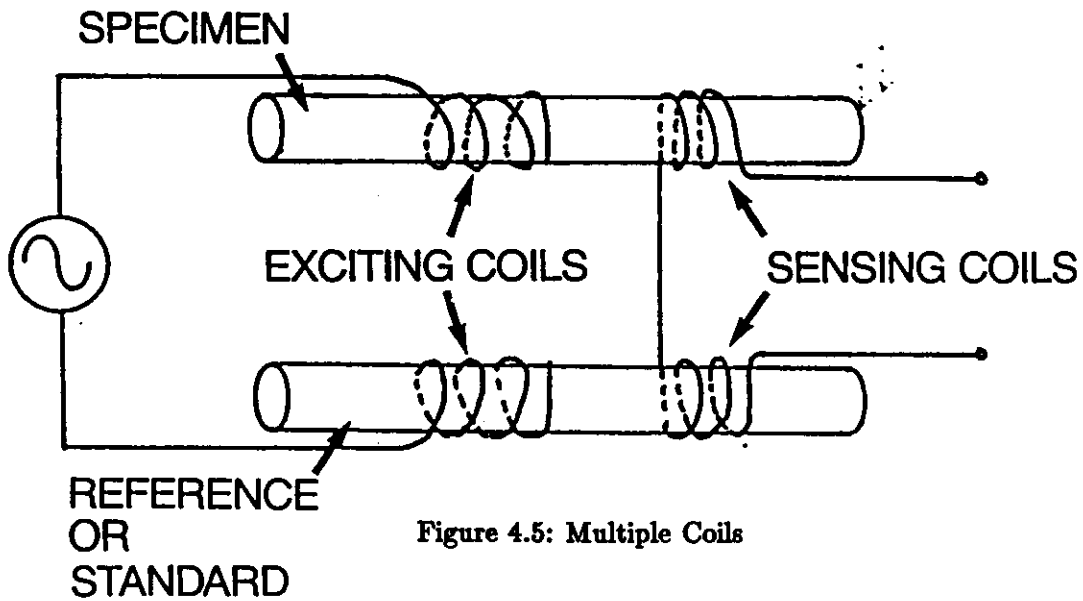 SPECIMEN
EXCITING COILS
SENSING COILS
REFERENCE
OR
STANDARD
Figure 4.5: Multiple Coils